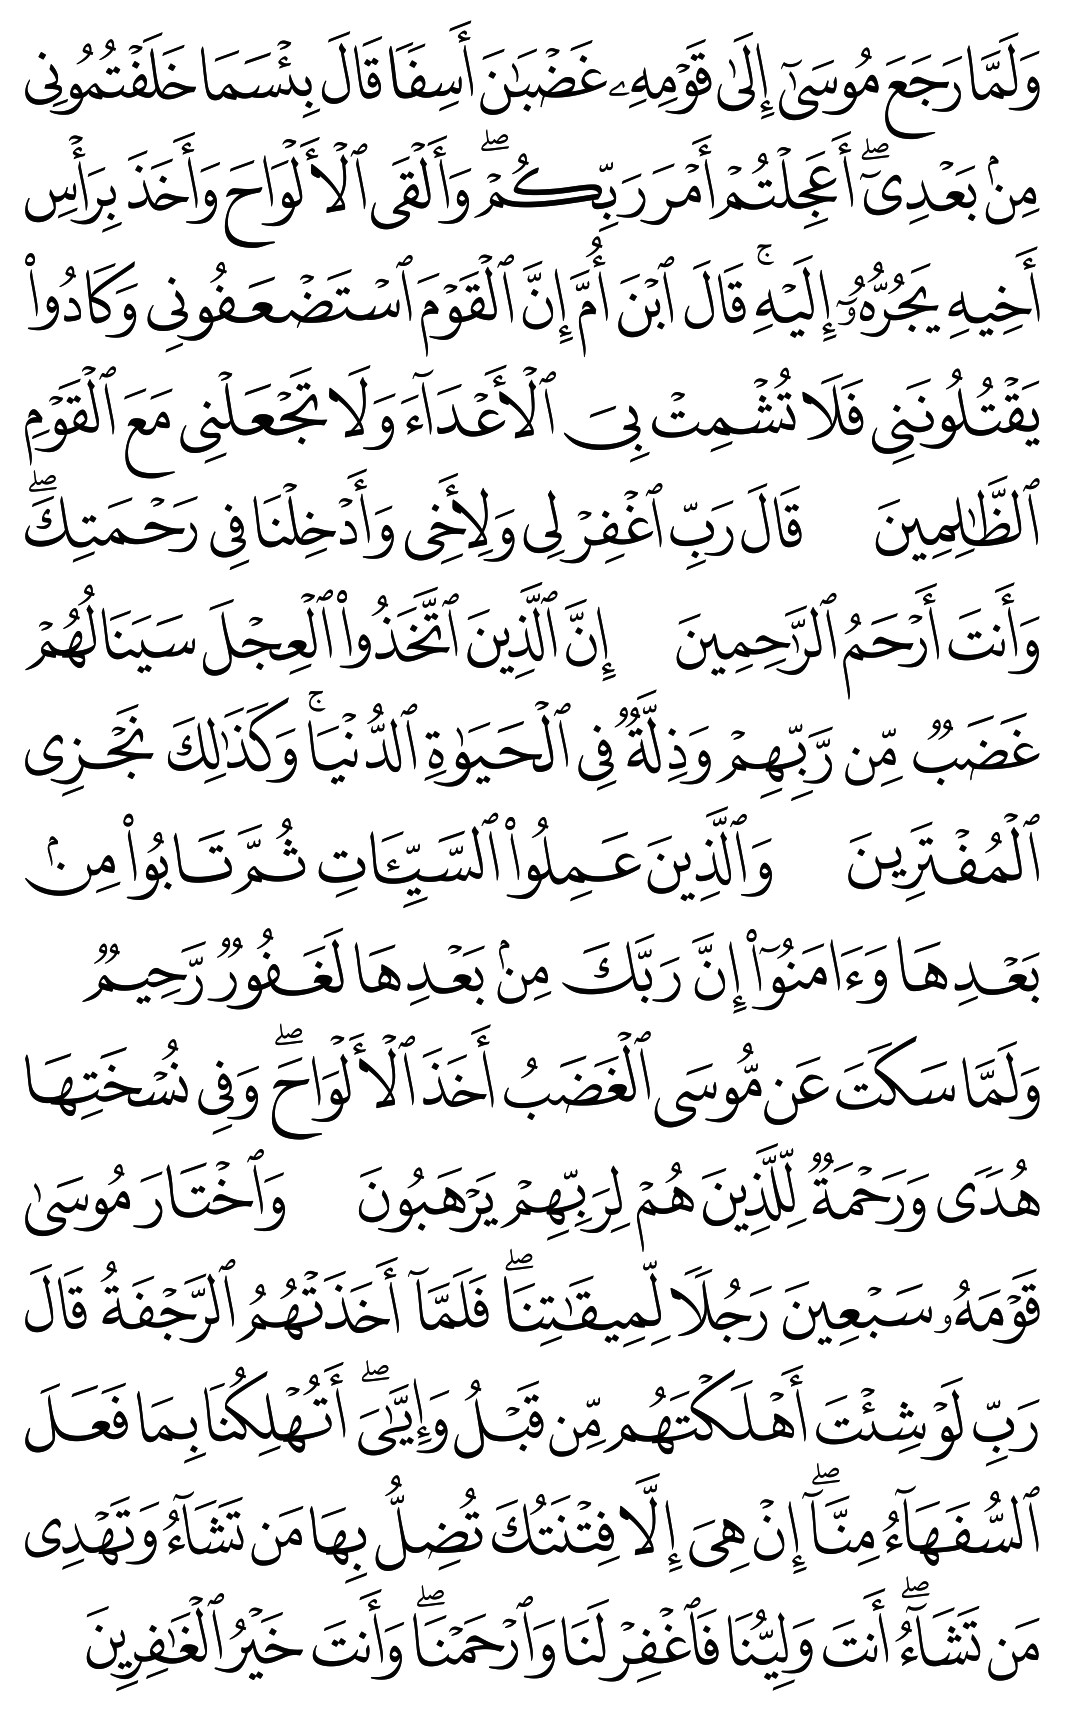 وَلَمَّا رَجَعَ مُوسَىٰٓ إِلَىٰ قَوْمِهِۦ غَضْبَـٰنَ أَسِفًا قَالَ بِئْسَمَا خَلَفْتُمُونِى
مِنۢ بَعْدِىٓ ۖ أَعَجِلْتُمْ أَمْرَ رَبِّكُمْ ۖ وَأَلْقَى ٱلْأَلْوَاحَ وَأَخَذَ بِرَأْسِ
أَخِيهِ يَجُرُّهُۥٓ إِلَيْهِ ۚ قَالَ ٱبْنَ أُمَّ إِنَّ ٱلْقَوْمَ ٱسْتَضْعَفُونِى وَكَادُوا۟
يَقْتُلُونَنِى فَلَا تُشْمِتْ بِىَ ٱلْأَعْدَآءَ وَلَا تَجْعَلْنِى مَعَ ٱلْقَوْمِ
ٱلظَّـٰلِمِينَ قَالَ رَبِّ ٱغْفِرْ لِى وَلِأَخِى وَأَدْخِلْنَا فِى رَحْمَتِكَ ۖ
وَأَنتَ أَرْحَمُ ٱلرَّٰحِمِينَ إِنَّ ٱلَّذِينَ ٱتَّخَذُوا۟ ٱلْعِجْلَ سَيَنَالُهُمْ
غَضَبٌ مِّن رَّبِّهِمْ وَذِلَّةٌ فِى ٱلْحَيَوٰةِ ٱلدُّنْيَا ۚ وَكَذَٰلِكَ نَجْزِى
ٱلْمُفْتَرِينَ وَٱلَّذِينَ عَمِلُوا۟ ٱلسَّيِّـَٔاتِ ثُمَّ تَابُوا۟ مِنۢ
بَعْدِهَا وَءَامَنُوٓا۟ إِنَّ رَبَّكَ مِنۢ بَعْدِهَا لَغَفُورٌ رَّحِيمٌ
وَلَمَّا سَكَتَ عَن مُّوسَى ٱلْغَضَبُ أَخَذَ ٱلْأَلْوَاحَ ۖ وَفِى نُسْخَتِهَا
هُدًى وَرَحْمَةٌ لِّلَّذِينَ هُمْ لِرَبِّهِمْ يَرْهَبُونَ وَٱخْتَارَ مُوسَىٰ
قَوْمَهُۥ سَبْعِينَ رَجُلًا لِّمِيقَـٰتِنَا ۖ فَلَمَّآ أَخَذَتْهُمُ ٱلرَّجْفَةُ قَالَ
رَبِّ لَوْ شِئْتَ أَهْلَكْتَهُم مِّن قَبْلُ وَإِيَّـٰىَ ۖ أَتُهْلِكُنَا بِمَا فَعَلَ
ٱلسُّفَهَآءُ مِنَّآ ۖ إِنْ هِىَ إِلَّا فِتْنَتُكَ تُضِلُّ بِهَا مَن تَشَآءُ وَتَهْدِى
مَن تَشَآءُ ۖ أَنتَ وَلِيُّنَا فَٱغْفِرْ لَنَا وَٱرْحَمْنَا ۖ وَأَنتَ خَيْرُ ٱلْغَـٰفِرِينَ